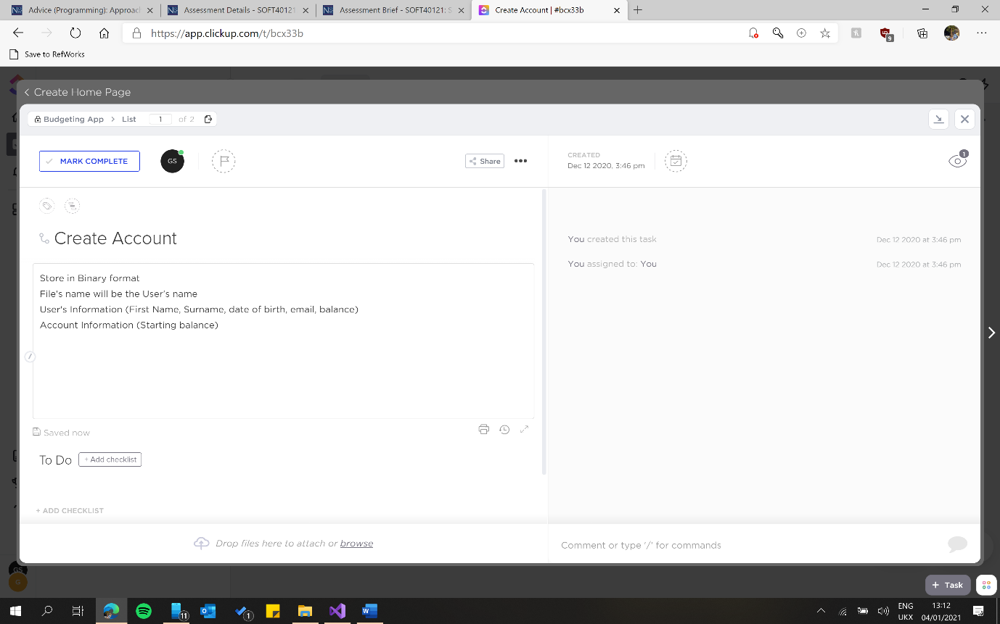 Advice (Programming): Approach
Assessment Details - SOFT40121
Assessment Brief - SOFT40121: S
Create Account | #bcx33b
https://app.clickup.com/t/bcx33b
9
Save to RefWorks
Create Home Page
Budgeting App > List 1 of 2
MARK COMPLETE
GS
Share
CREATED
Dec 12 2020, 3:46 pm
1
Create Account
Store in Binary format
File's name will be the User's name
User's Information (First Name, Surname, date of birth, email, balance)
Account Information (Starting balance)
Saved now
To Do
+ Add checklist
+ ADD CHECKLIST
Drop files here to attach or browse
You created this task
Dec 12 2020 at 3:46 pm
You assigned to: You
Dec 12 2020 at 3:46 pm
Comment or type '/' for commands
GS
G
+ Task
11
1
ENG
UKX
13:12
04/01/2021